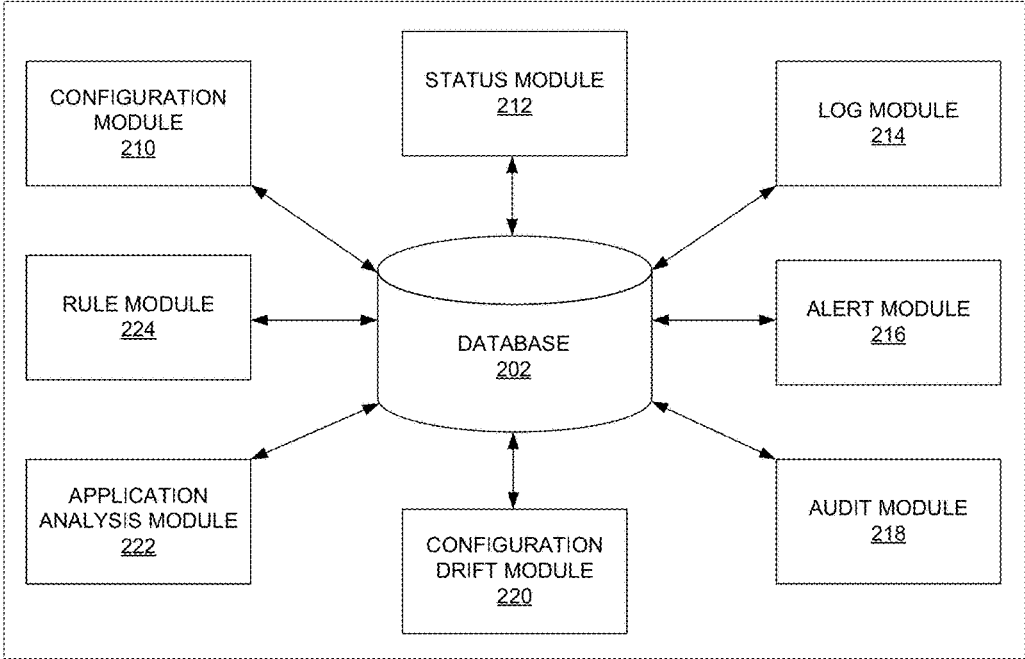 CONFIGURATION
MODULE
210
STATUS MODULE
212
LOG MODULE
214
RULE MODULE
224
DATABASE
202
ALERT MODULE
216
APPLICATION
ANALYSIS MODULE
222
CONFIGURATION
DRIFT MODULE
220
AUDIT MODULE
218